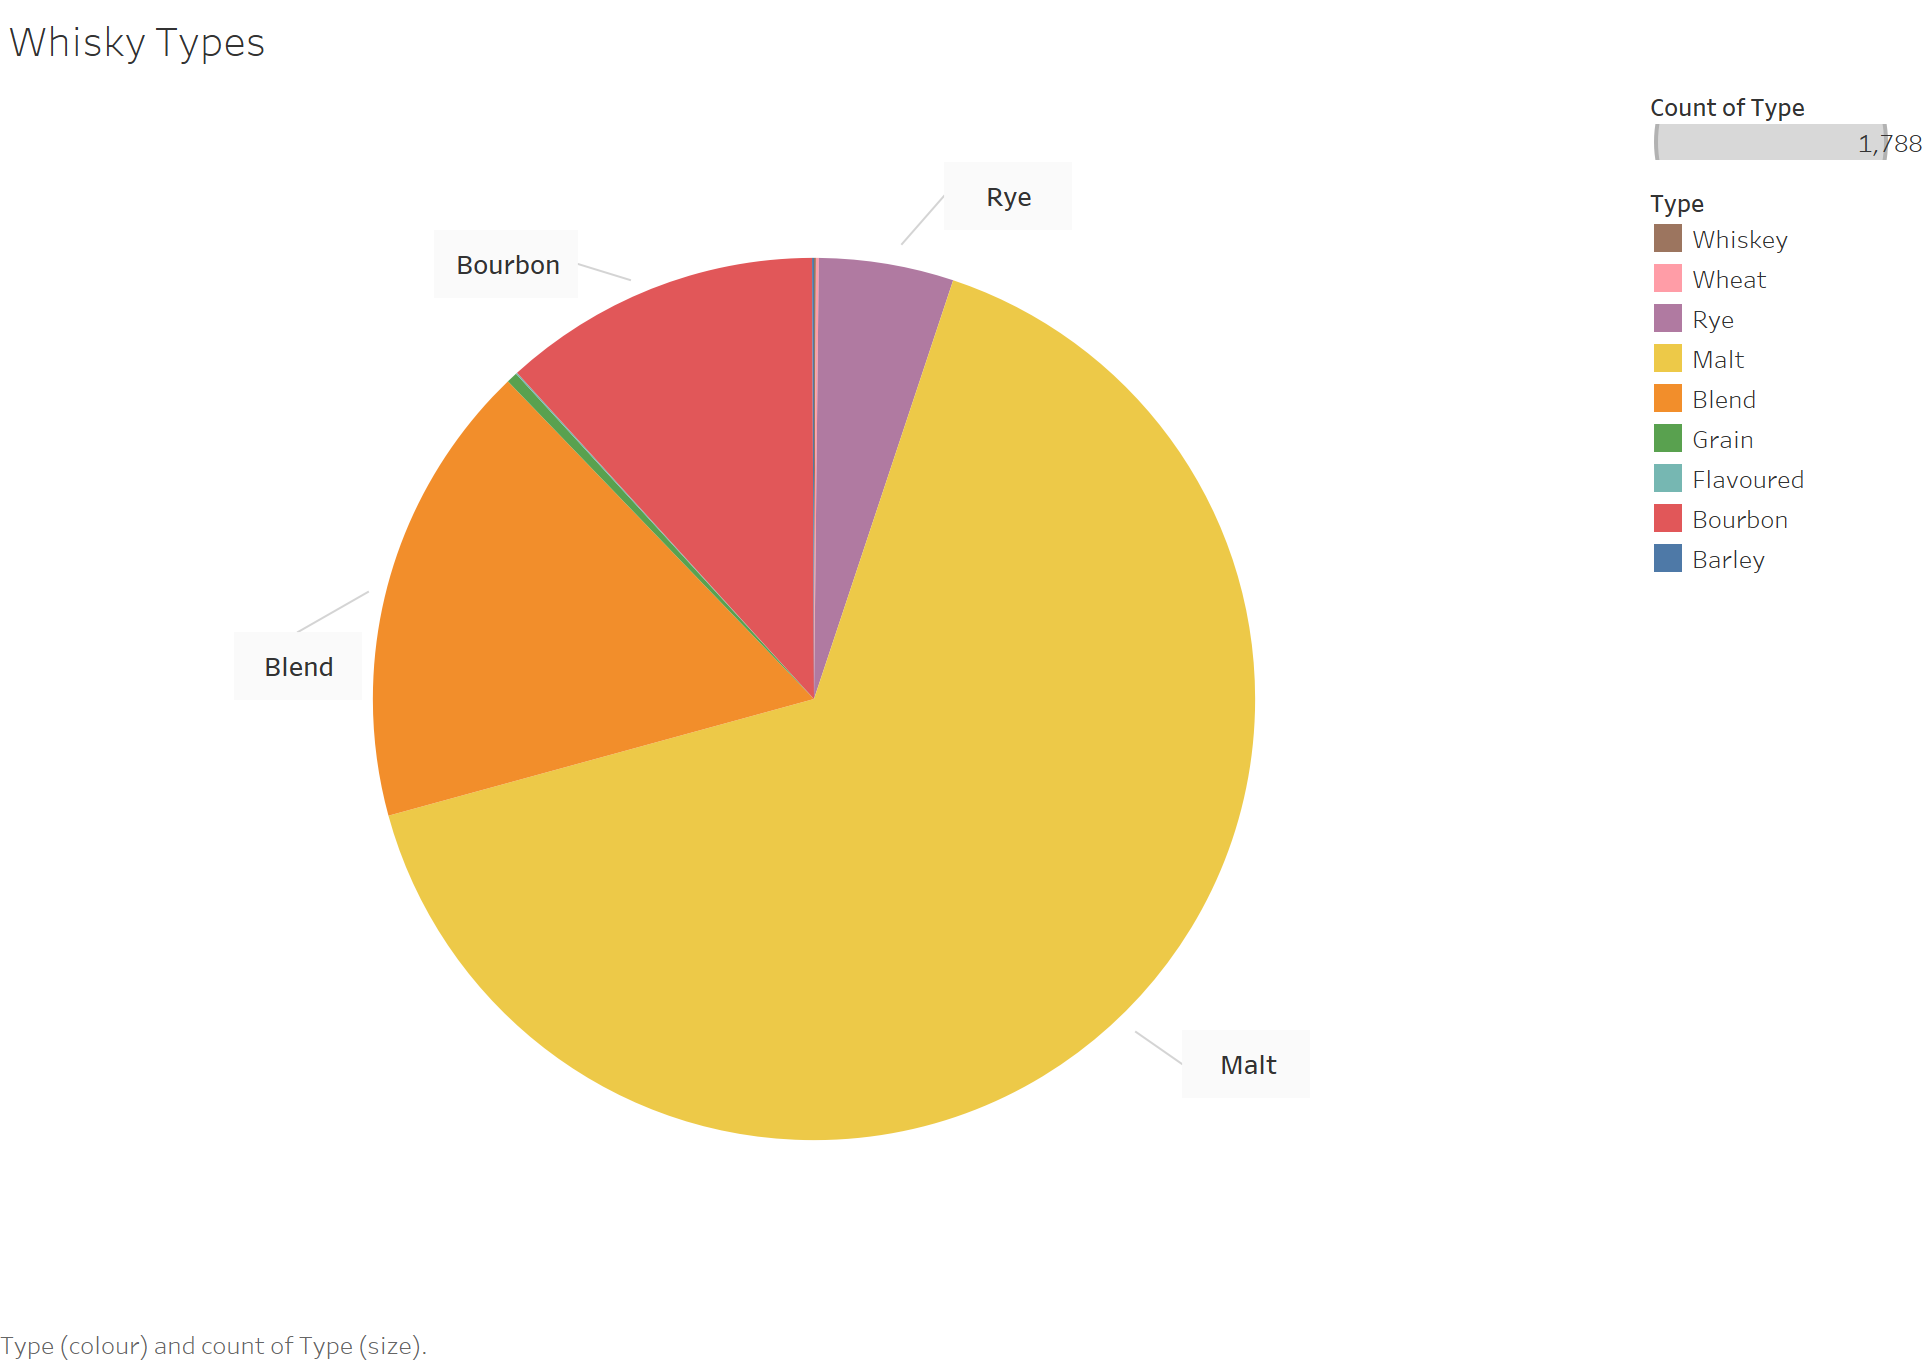 Whisky Types
Count of Type
1,788
Type
Whiskey
Wheat
Rye
Malt
Blend
Grain
Flavoured
Bourbon
Barley
Rye
Bourbon
Blend
Malt
Type (colour) and count of Type (size).